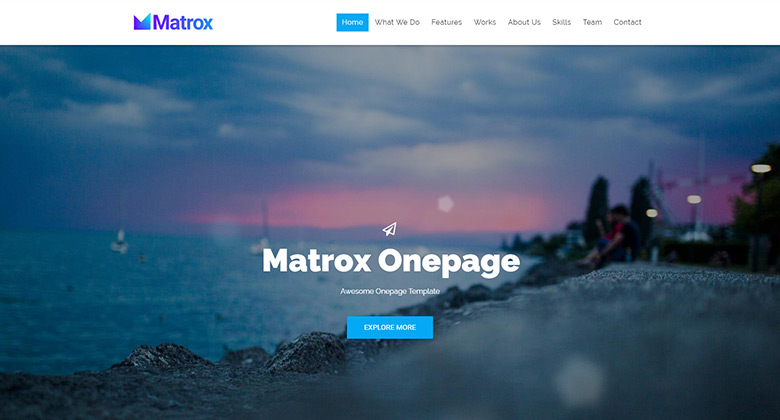 Matrox
Home What We Do Features Works About Us Skills Team Contact
Matrox Onepage
Awesome Onepage Template
EXPLORE MORE